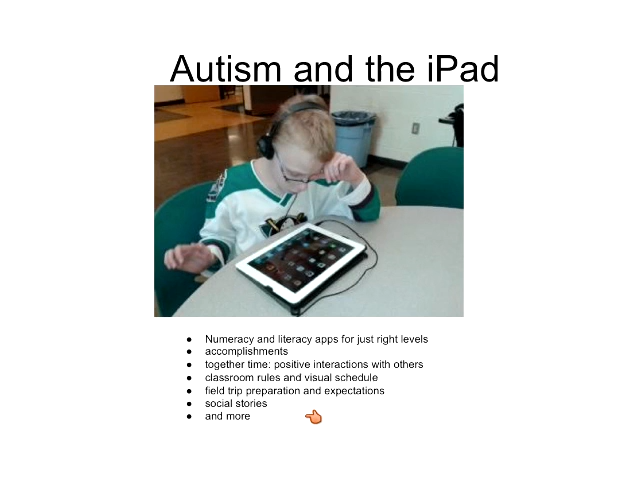 Autism and the iPad
● Numeracy and literacy apps for just right levels
● accomplishments
● together time: positive interactions with others
● classroom rules and visual schedule
● field trip preparation and expectations
● social stories
● and more